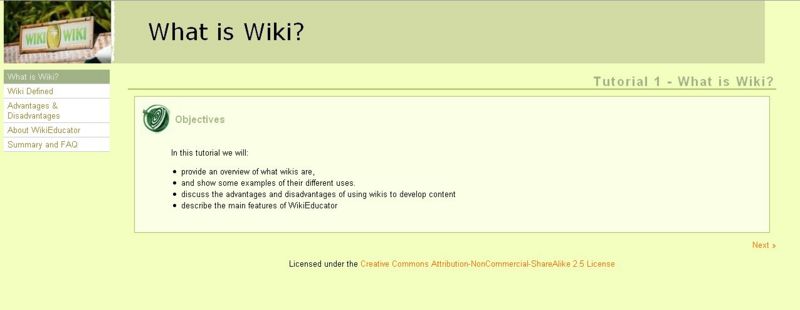 WIKI WIKI
What is Wiki?
What is Wiki?
Wiki Defined
Advantages &
Disadvantages
About WikiEducator
Summary and FAQ
Tutorial 1 - What is Wiki?
Objectives
In this tutorial we will:
provide an overview of what wikis are,
and show some examples of their different uses.
discuss the advantages and disadvantages of using wikis to develop content
describe the main features of WikiEducator
Next »
Licensed under the Creative Commons Attribution-NonCommercial-ShareAlike 2.5 License